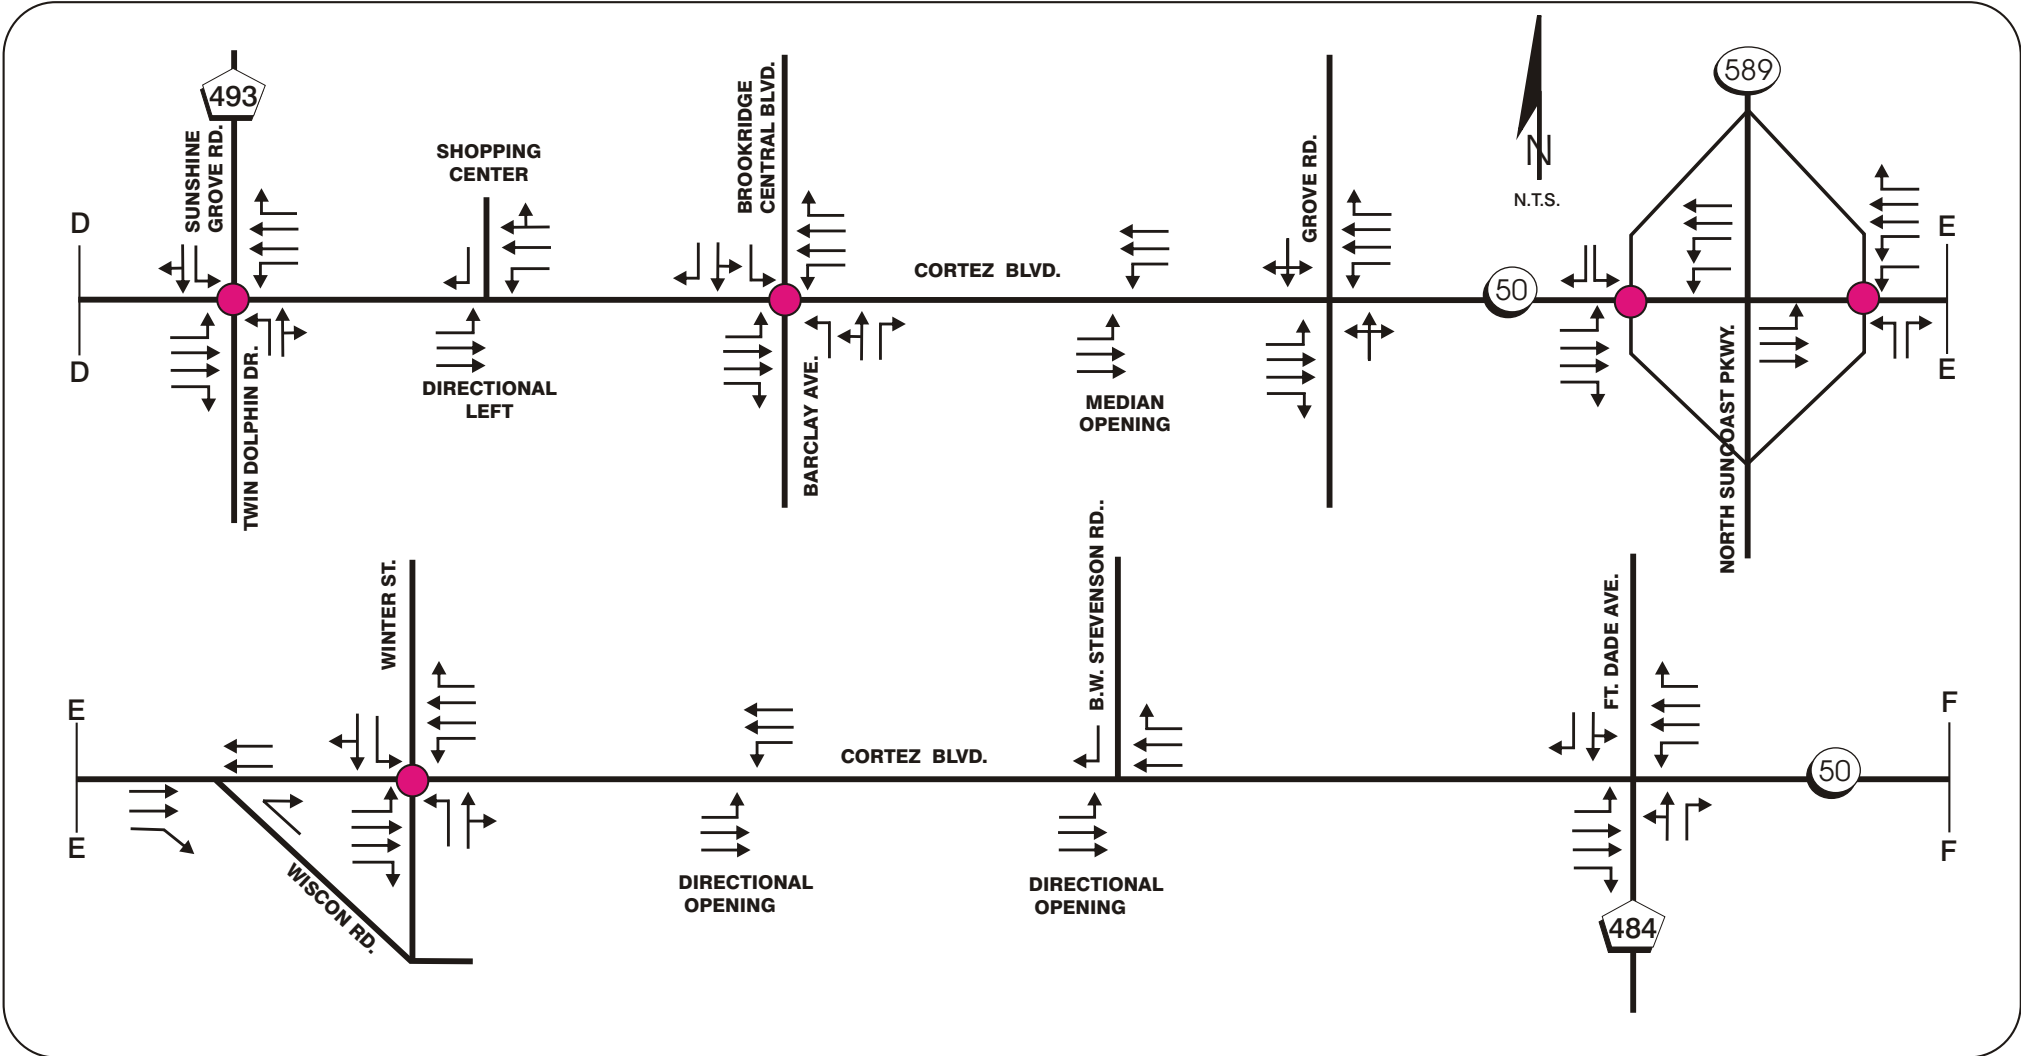 493
SUNSHINE
GROVE RD.
SHOPPING
CENTER
BROOKRIDGE
CENTRAL BLVD.
GROVE RD.
N
N.T.S.
589
D
E
CORTEZ BLVD.
50
D
TWIN DOLPHIN DR.
DIRECTIONAL
LEFT
BARCLAY AVE.
MEDIAN
OPENING
NORTH SUNCOAST PKWY.
E
WINTER ST.
B.W. STEVENSON RD..
FT. DADE AVE.
E
F
CORTEZ BLVD.
50
E
WISCON RD.
DIRECTIONAL
OPENING
DIRECTIONAL
OPENING
484
F